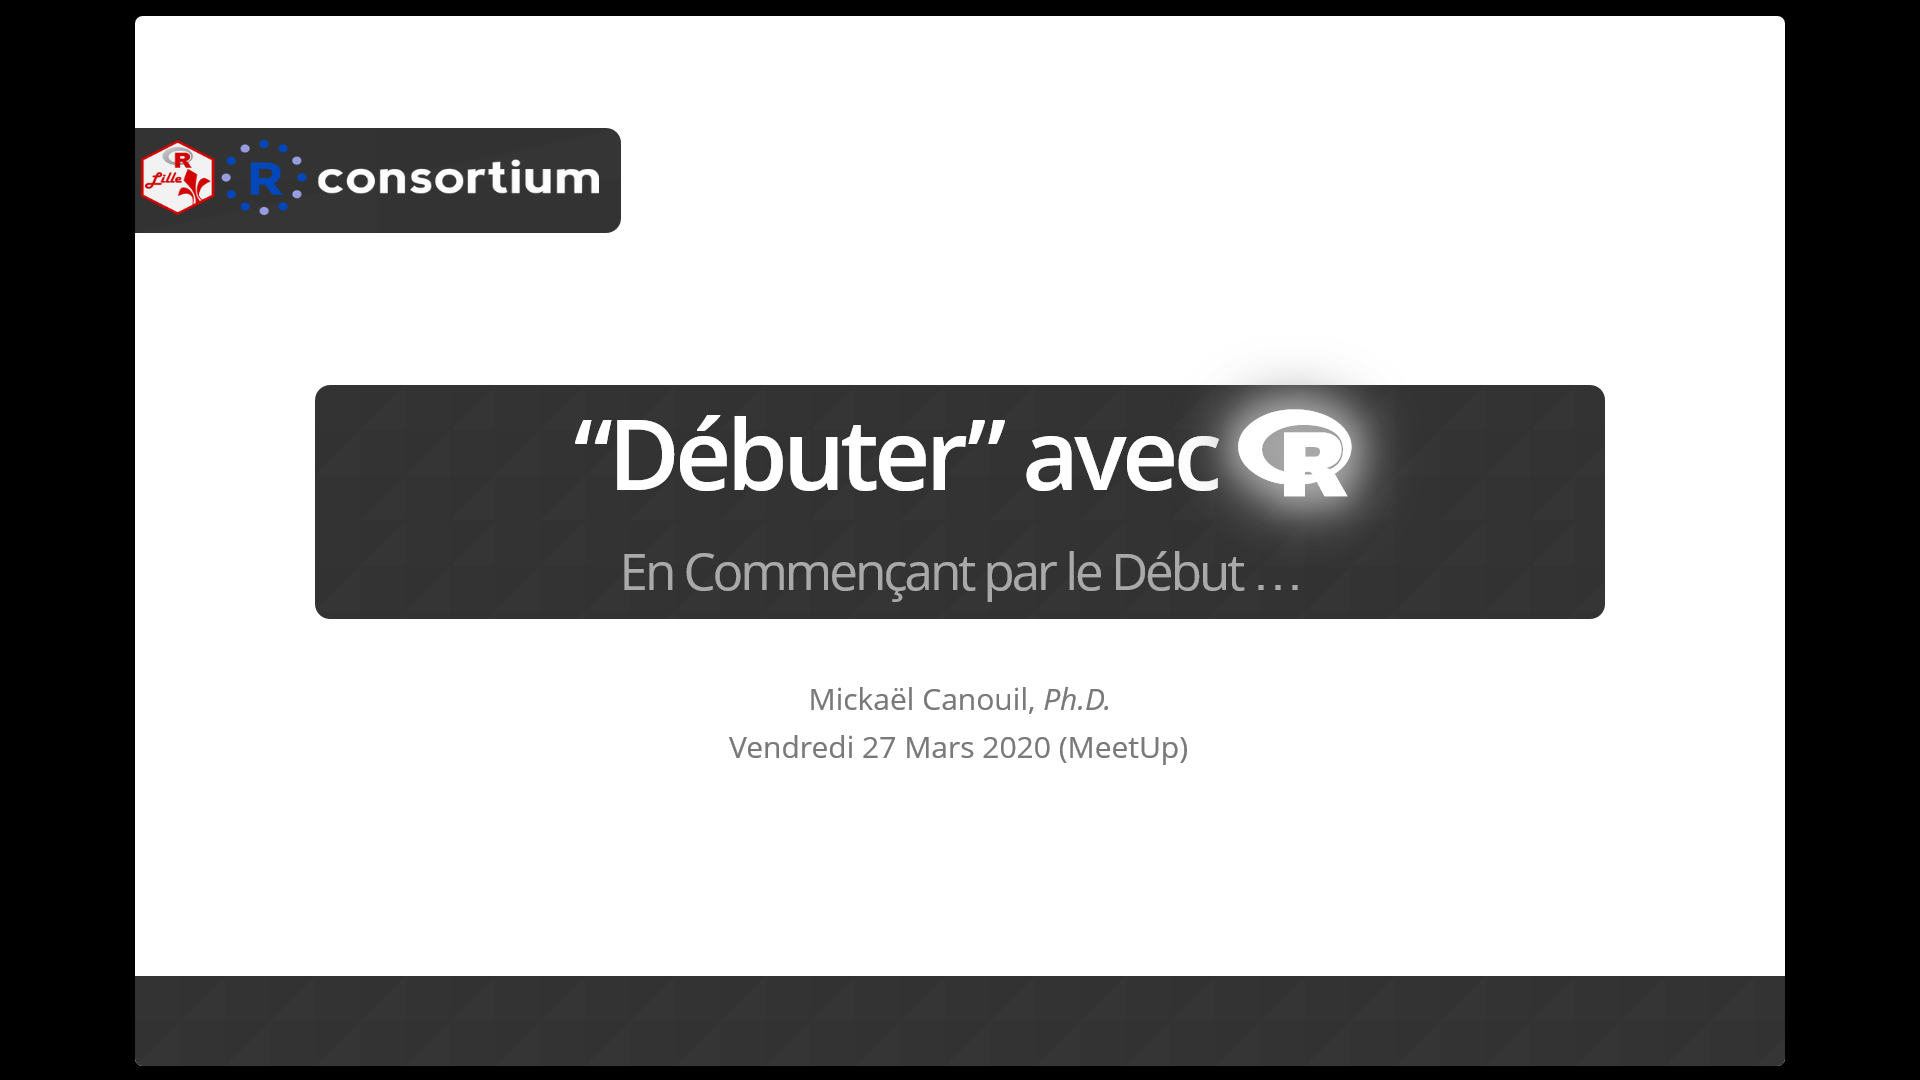 R
Lille
R consortium
“Débuter” avec R
En Commençant par le Début …
Mickaël Canouil, Ph.D.
Vendredi 27 Mars 2020 (MeetUp)